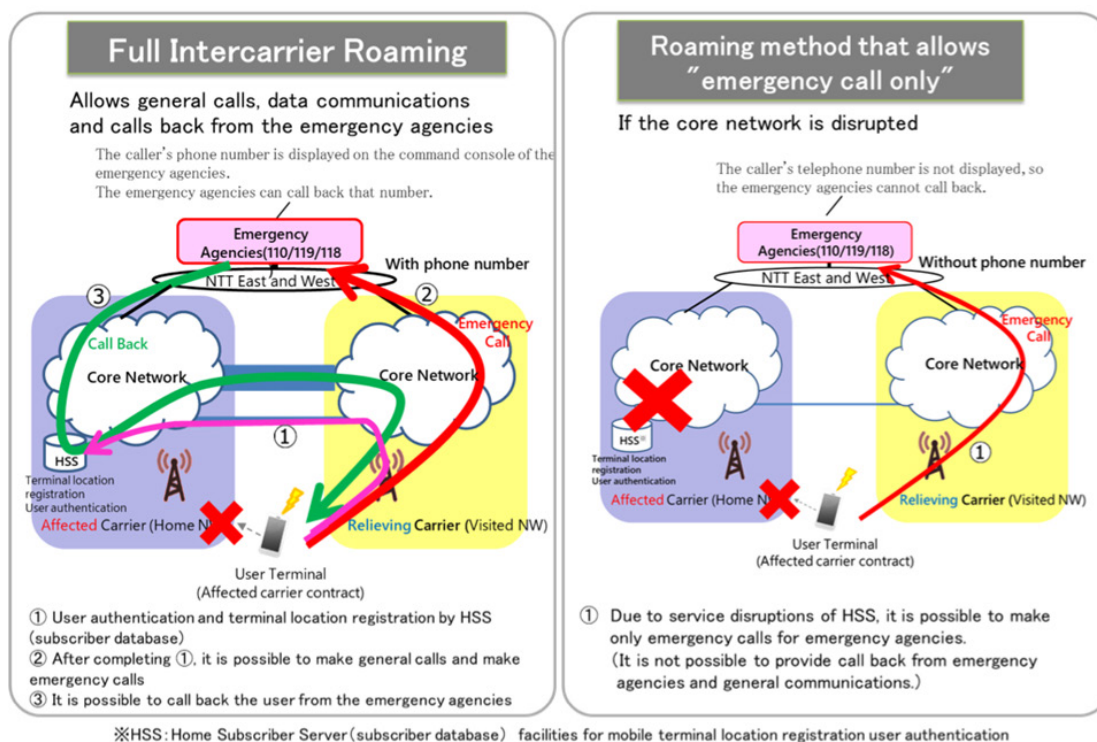 Full Intercarrier Roaming
Allows general calls, data communications
and calls back from the emergency agencies
The caller's phone number is displayed on the command console of the
emergency agencies.
The emergency agencies can call back that number.
Emergency
Agencies(110/119/118
With phone number
NTT East and West
③
②
Emergency
Call
Call Back
Core Network
Core Network
①
HSS
Terminal location
registration
User authentication
Affected Carrier (Home N
Relieving Carrier (Visited NW)
User Terminal
(Affected carrier contract)
① User authentication and terminal location registration by HSS
(subscriber database)
② After completing ①, it is possible to make general calls and make
emergency calls
③ It is possible to call back the user from the emergency agencies
Roaming method that allows
"emergency call only"
If the core network is disrupted
The caller's telephone number is not displayed, so
the emergency agencies cannot call back.
Emergency
Agencies(110/119/118)
Without phone number
NTT East and West
Emergency
Call
Core Network
Core Network
HSS※
Terminal location
registration
User authentication
①
Affected Carrier (Home N
Relieving Carrier (Visited NW)
User Terminal
(Affected carrier contract)
① Due to service disruptions of HSS, it is possible to make
only emergency calls for emergency agencies.
(It is not possible to provide call back from emergency
agencies and general communications.)
※HSS: Home Subscriber Server (subscriber database) facilities for mobile terminal location registration user authentication